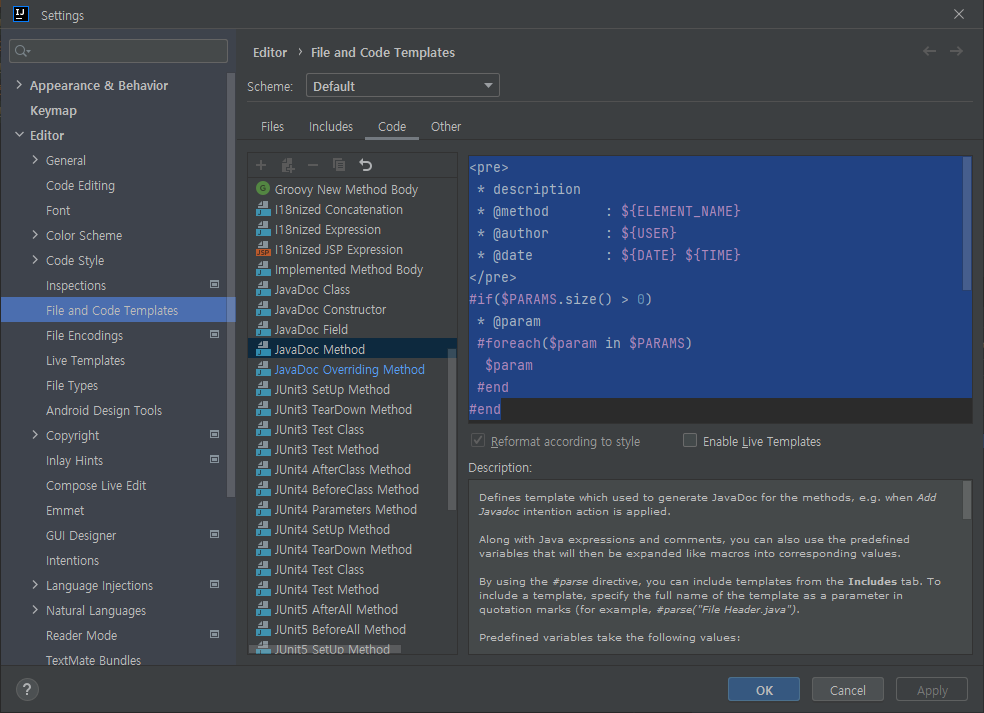 IJ
Settings
Appearance & Behavior
Keymap
Editor
General
Code Editing
Font
Color Scheme
Code Style
Inspections
File and Code Templates
File Encodings
Live Templates
File Types
Android Design Tools
Copyright
Inlay Hints
Compose Live Edit
Emmet
GUI Designer
Intentions
Language Injections
Natural Languages
Reader Mode
TextMate Bundles
Editor › File and Code Templates
Scheme: Default
Files Includes Code Other
G Groovy New Method Body
I18nized Concatenation
I18nized Expression
JSP I18nized JSP Expression
Implemented Method Body
JavaDoc Class
JavaDoc Constructor
JavaDoc Field
JavaDoc Method
JavaDoc Overriding Method
JUnit3 SetUp Method
JUnit3 TearDown Method
JUnit3 Test Class
JUnit3 Test Method
JUnit4 AfterClass Method
JUnit4 BeforeClass Method
JUnit4 Parameters Method
JUnit4 SetUp Method
JUnit4 TearDown Method
JUnit4 Test Class
JUnit4 Test Method
JUnit5 AfterAll Method
JUnit5 BeforeAll Method
JUnit5 SetUp Method
<pre>
* description
* @method : ${ELEMENT_NAME}
* @author : ${USER}
* @date : ${DATE} ${TIME}
</pre>
#if($PARAMS.size() > 0)
* @param
#foreach($param in $PARAMS)
$param
#end
#end
Reformat according to style Enable Live Templates
Description:
Defines template which used to generate JavaDoc for the methods, e.g. when Add
Javadoc intention action is applied.
Along with Java expressions and comments, you can also use the predefined
variables that will then be expanded like macros into corresponding values.
By using the #parse directive, you can include templates from the Includes tab. To
include a template, specify the full name of the template as a parameter in
quotation marks (for example, #parse("File Header.java").
Predefined variables take the following values:
? OK Cancel Apply